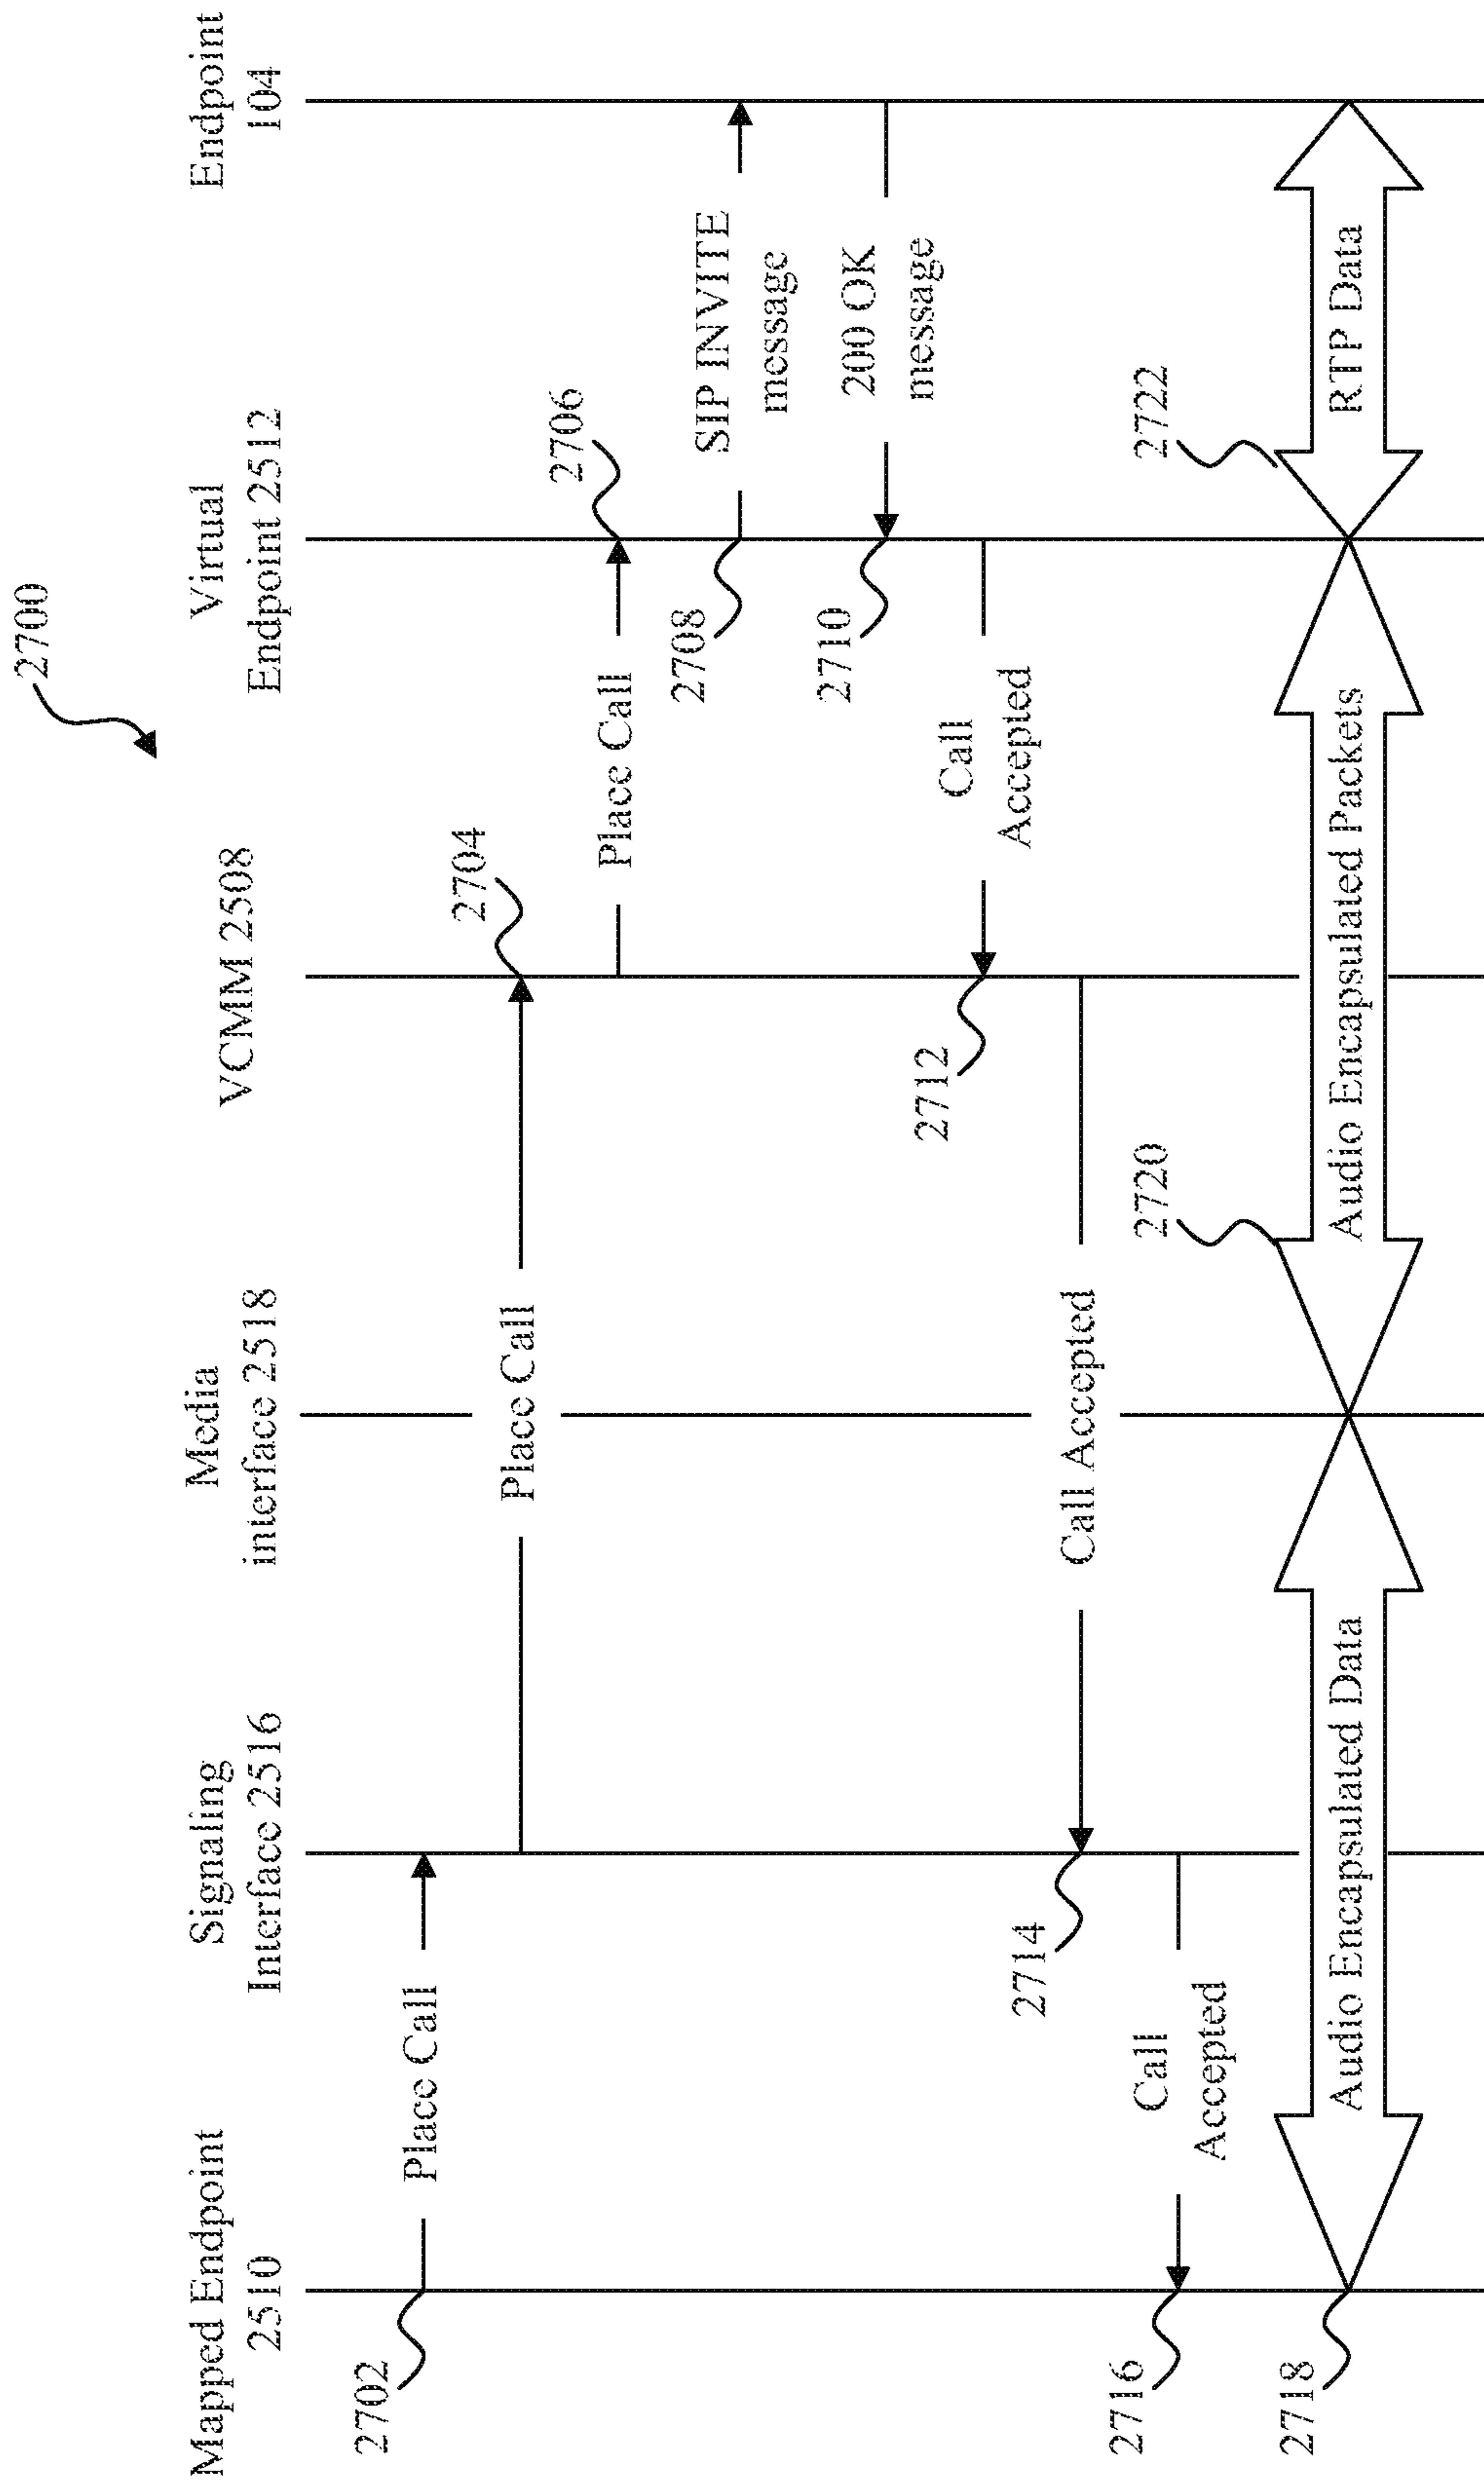 2700
Mapped Endpoint
2510
Signaling
Interface 2516
Media
interface 2518
VCMM 2508
Virtual
Endpoint 2512
Endpoint
104
2702
Place Call
Place Call
2704
Place Call
2706
2708
SIP INVITE
message
2710
200 OK
message
2712
Call
Accepted
2714
Call Accepted
2716
Call
Accepted
2718
Audio Encapsulated Data
2720
Audio Encapsulated Packets
2722
RTP Data